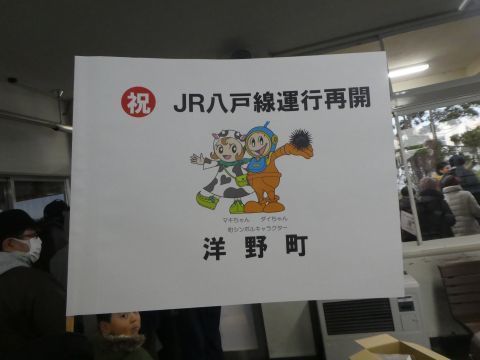 祝 JR八戸線運行再開
マキちゃん ダイちゃん
町シンボルキャラクター
洋野町